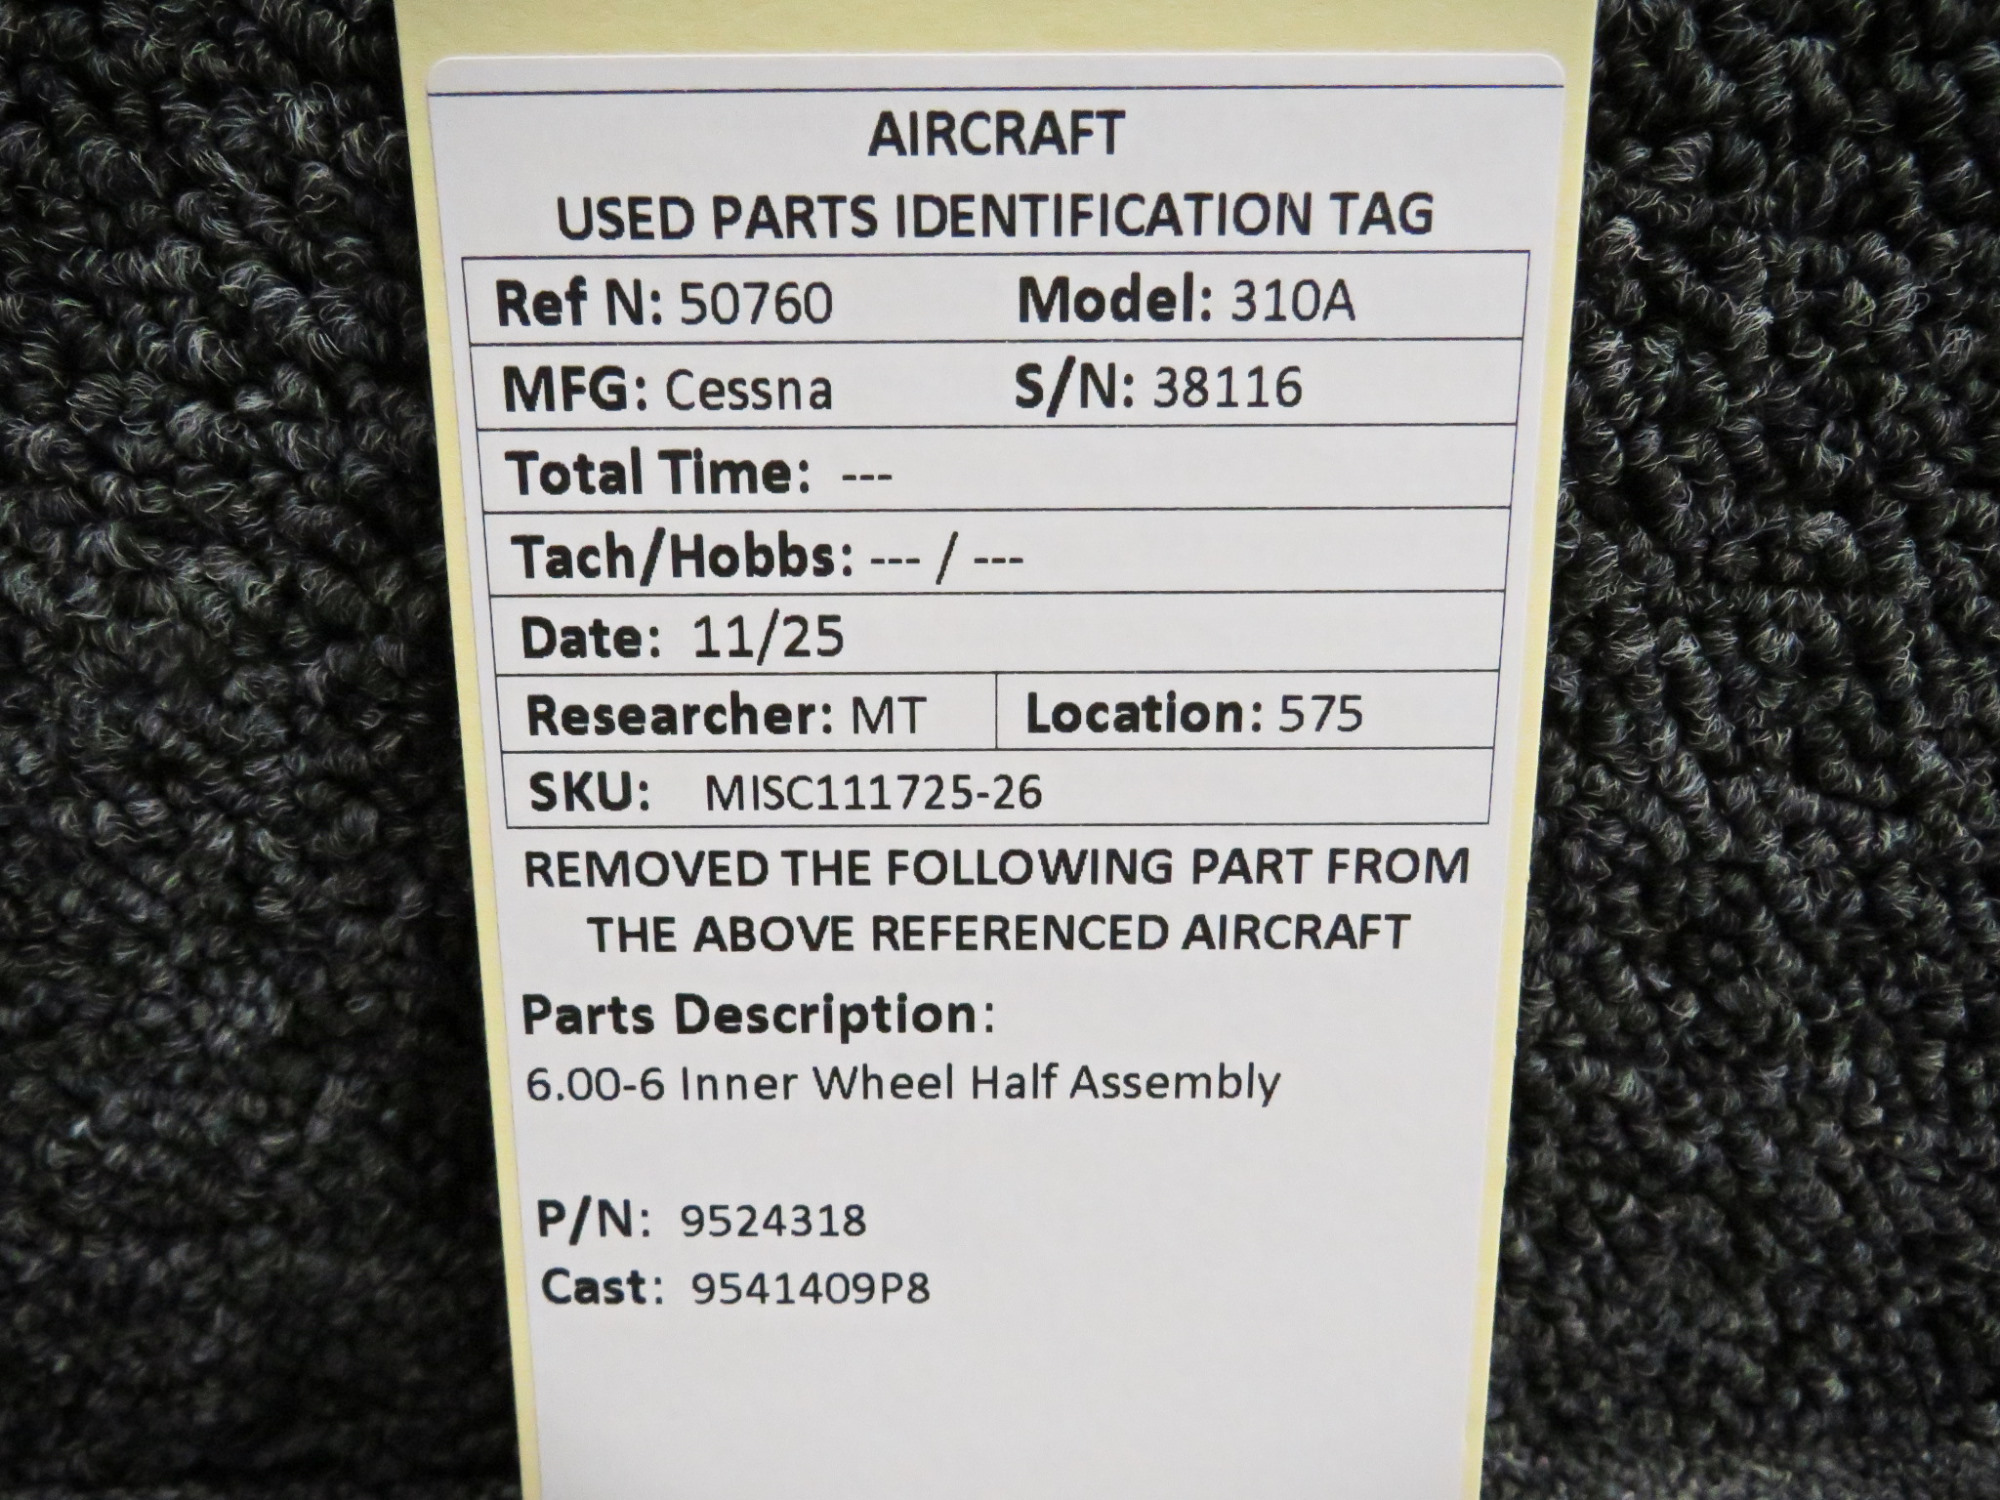 AIRCRAFT
USED PARTS IDENTIFICATION TAG
Ref N: 50760 Model: 310A
MFG: Cessna S/N: 38116
Total Time: ---
Tach/Hobbs: --- / ---
Date: 11/25
Researcher: MT Location: 575
SKU: MISC111725-26
REMOVED THE FOLLOWING PART FROM
THE ABOVE REFERENCED AIRCRAFT
Parts Description:
6.00-6 Inner Wheel Half Assembly
P/N: 9524318
Cast: 9541409P8